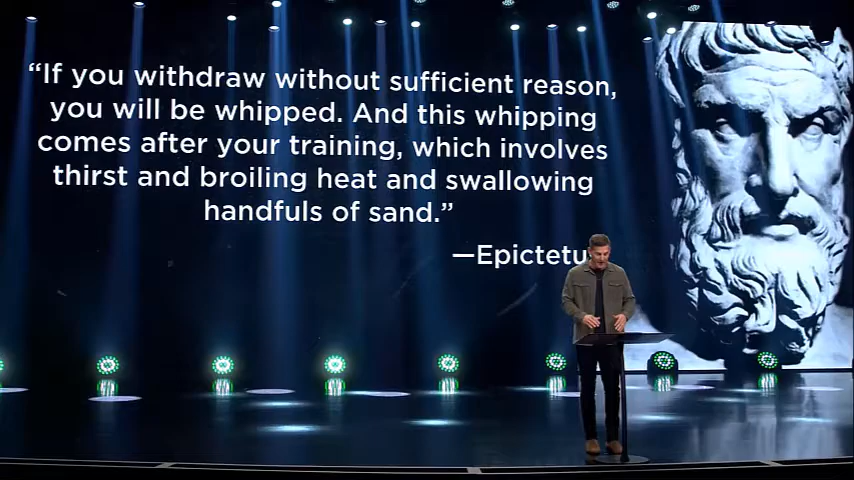 “If you withdraw without sufficient reason,
you will be whipped. And this whipping
comes after your training, which involves
thirst and broiling heat and swallowing
handfuls of sand.”
—Epictetu